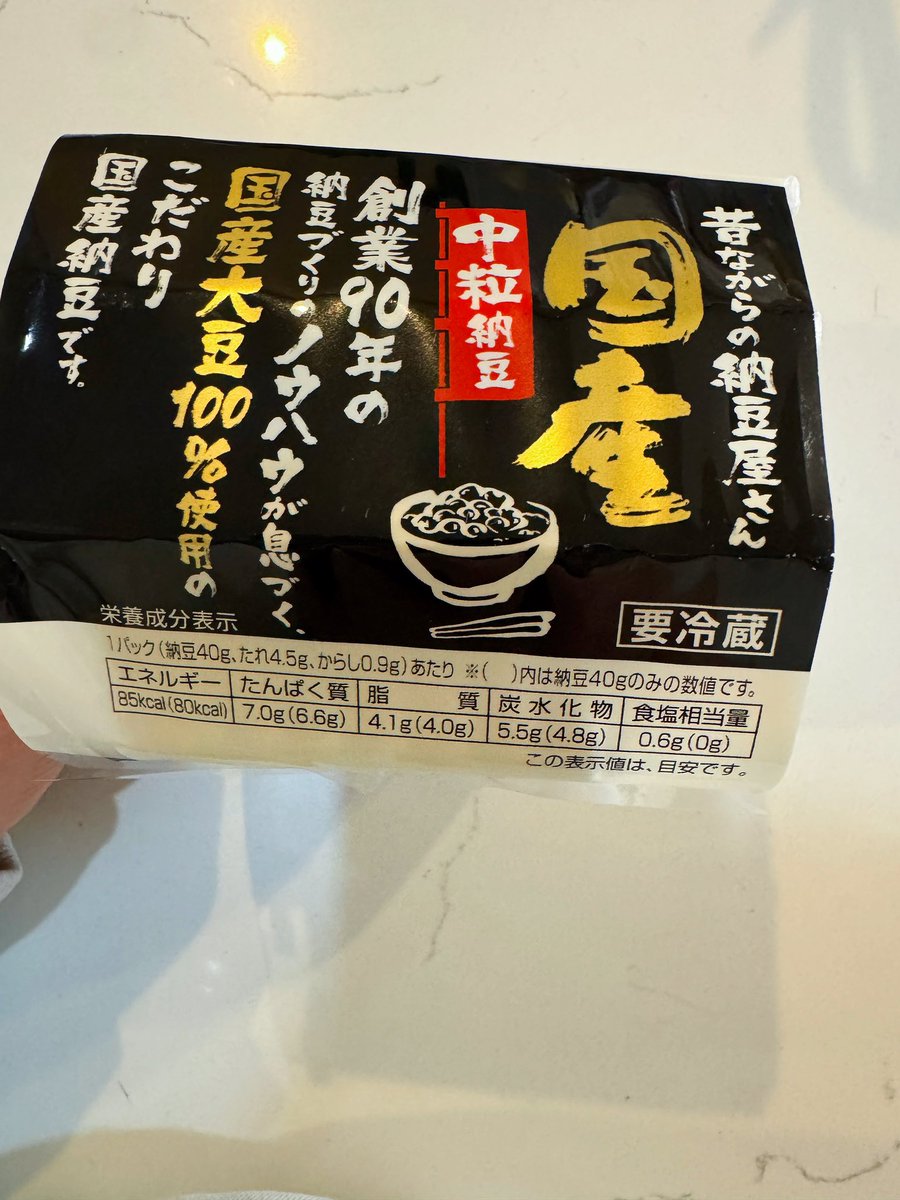 昔ながらの納豆屋さん
国産
中粒納豆
創業90年の
納豆づくりのノウハウが息づく、
国産大豆100%使用の
こだわり
国産納豆です。
要冷蔵
栄養成分表示
1パック(納豆40g、たれ4.5g、からし0.9g)あたり ※( )内は納豆40gのみの数値です。
エネルギー たんぱく質 脂質 炭水化物 食塩相当量
85kcal(80kcal) 7.0g(6.6g) 4.1g(4.0g) 5.5g(4.8g) 0.6g(0g)
この表示値は、目安です。